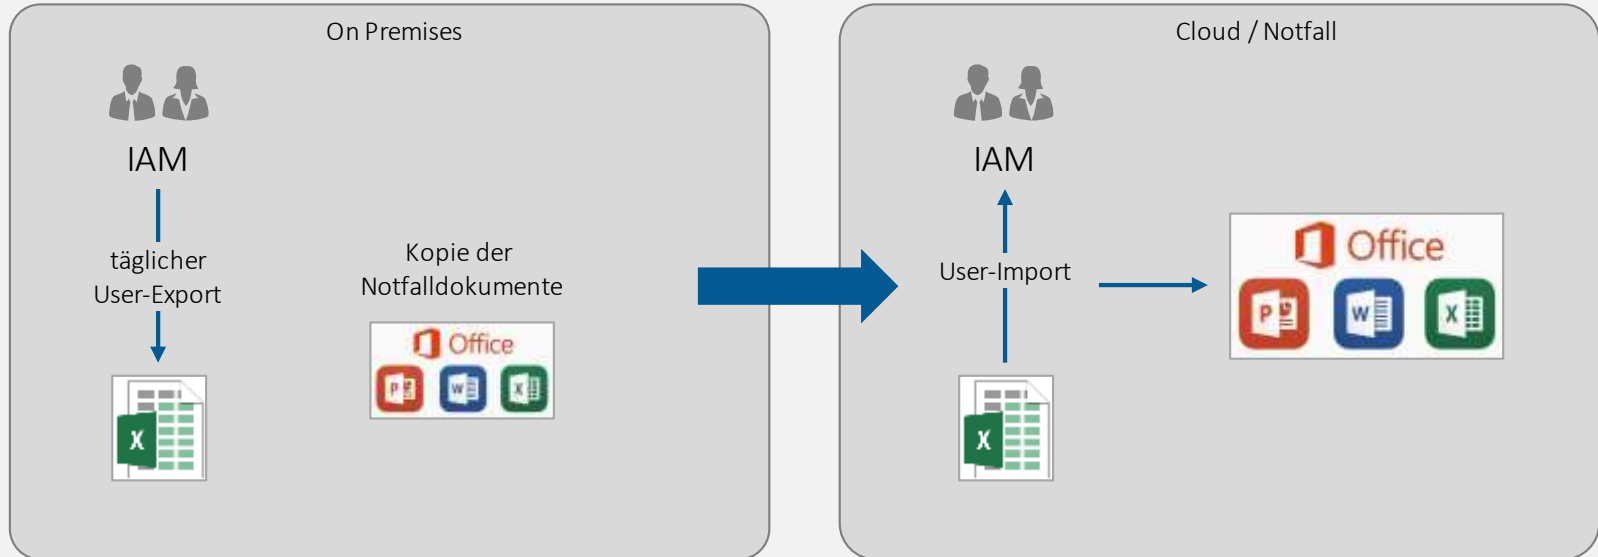 On Premises
IAM
täglicher
User-Export
X
Kopie der
Notfalldokumente
Office
P
W
X
Cloud / Notfall
IAM
User-Import
X
Office
P
W
X